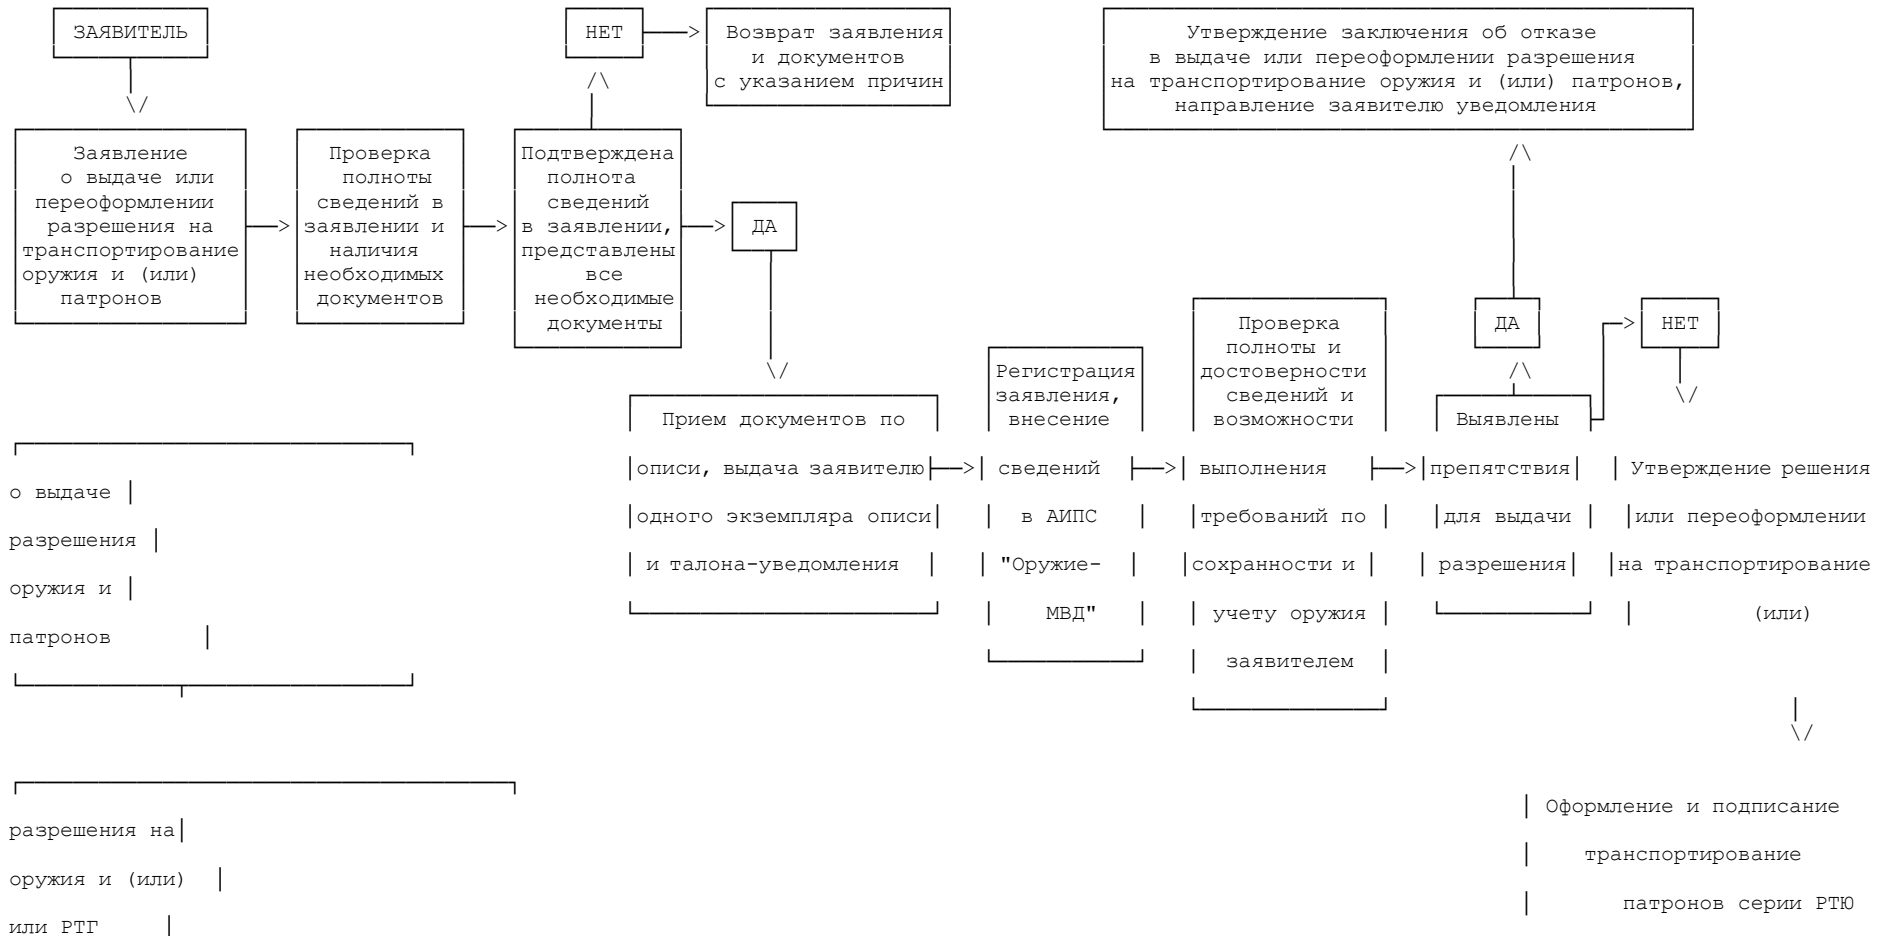 ЗАЯВИТЕЛЬ
НЕТ
Возврат заявления
и документов
с указанием причин
Утверждение заключения об отказе
в выдаче или переоформлении разрешения
на транспортирование оружия и (или) патронов,
направление заявителю уведомления
Заявление
о выдаче или
переоформлении
разрешения на
транспортирование
оружия и (или)
патронов
Проверка
полноты
сведений в
заявлении и
наличия
необходимых
документов
Подтверждена
полнота
сведений
в заявлении,
представлены
все
необходимые
документы
ДА
Прием документов по
описи, выдача заявителю
одного экземпляра описи
и талона-уведомления
Регистрация
заявления,
внесение
сведений
в АИПС
"Оружие-
МВД"
Проверка
полноты и
достоверности
сведений и
возможности
выполнения
требований по
сохранности и
учету оружия
заявителем
ДА
НЕТ
Выявлены
препятствия
для выдачи
разрешения
Утверждение решения
о выдаче
или переоформлении
разрешения
на транспортирование
оружия и
(или)
патронов
Оформление и подписание
разрешения на
транспортирование
оружия и (или)
патронов серии РТЮ
или РТГ